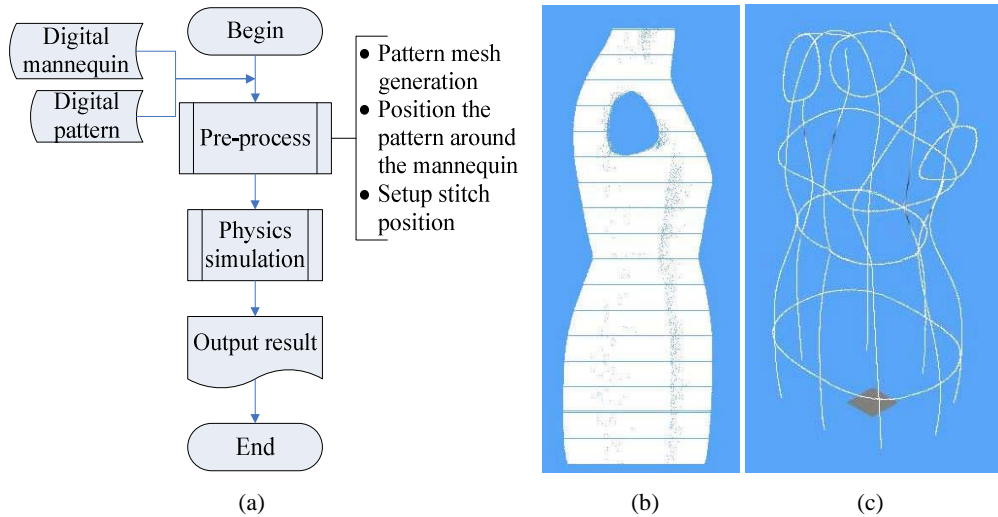 Digital
mannequin
Digital
pattern
Begin
Pre-process
● Pattern mesh
generation
● Position the
pattern around
the mannequin
● Setup stitch
position
Physics
simulation
Output result
End
(a)
(b)
(c)